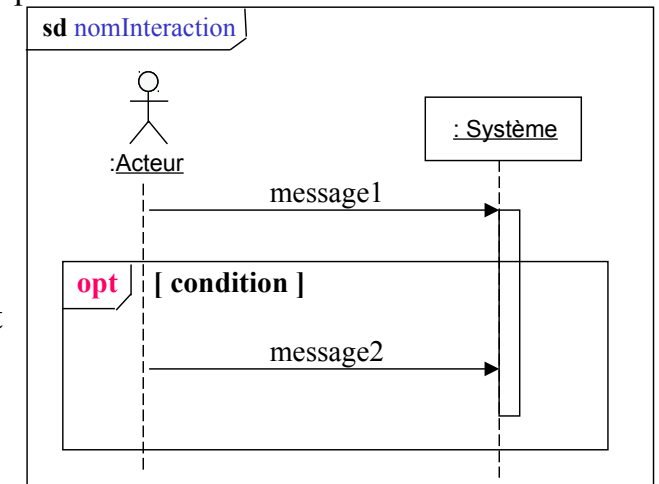 sd nomInteraction
:Acteur
: Système
message1
opt [ condition ]
message2